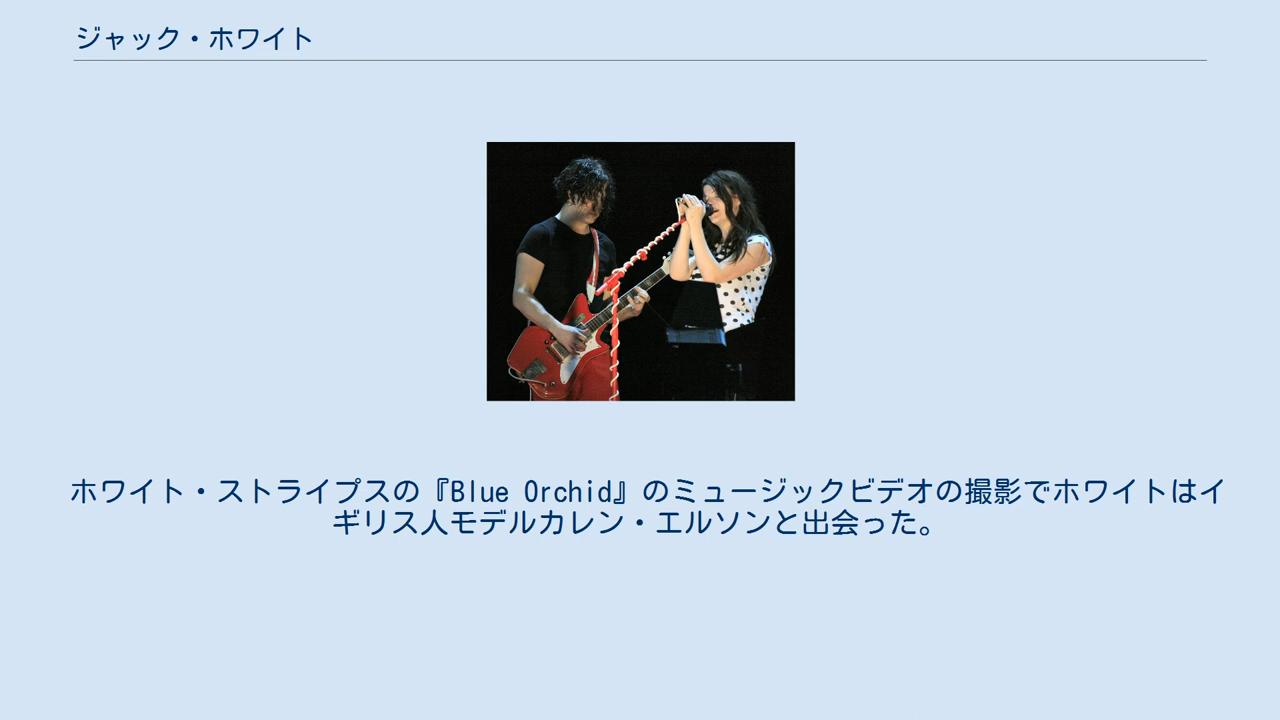 ジャック・ホワイト
ホワイト・ストライプスの『Blue Orchid』のミュージックビデオの撮影でホワイトはイ
ギリス人モデルカレン・エルソンと出会った。